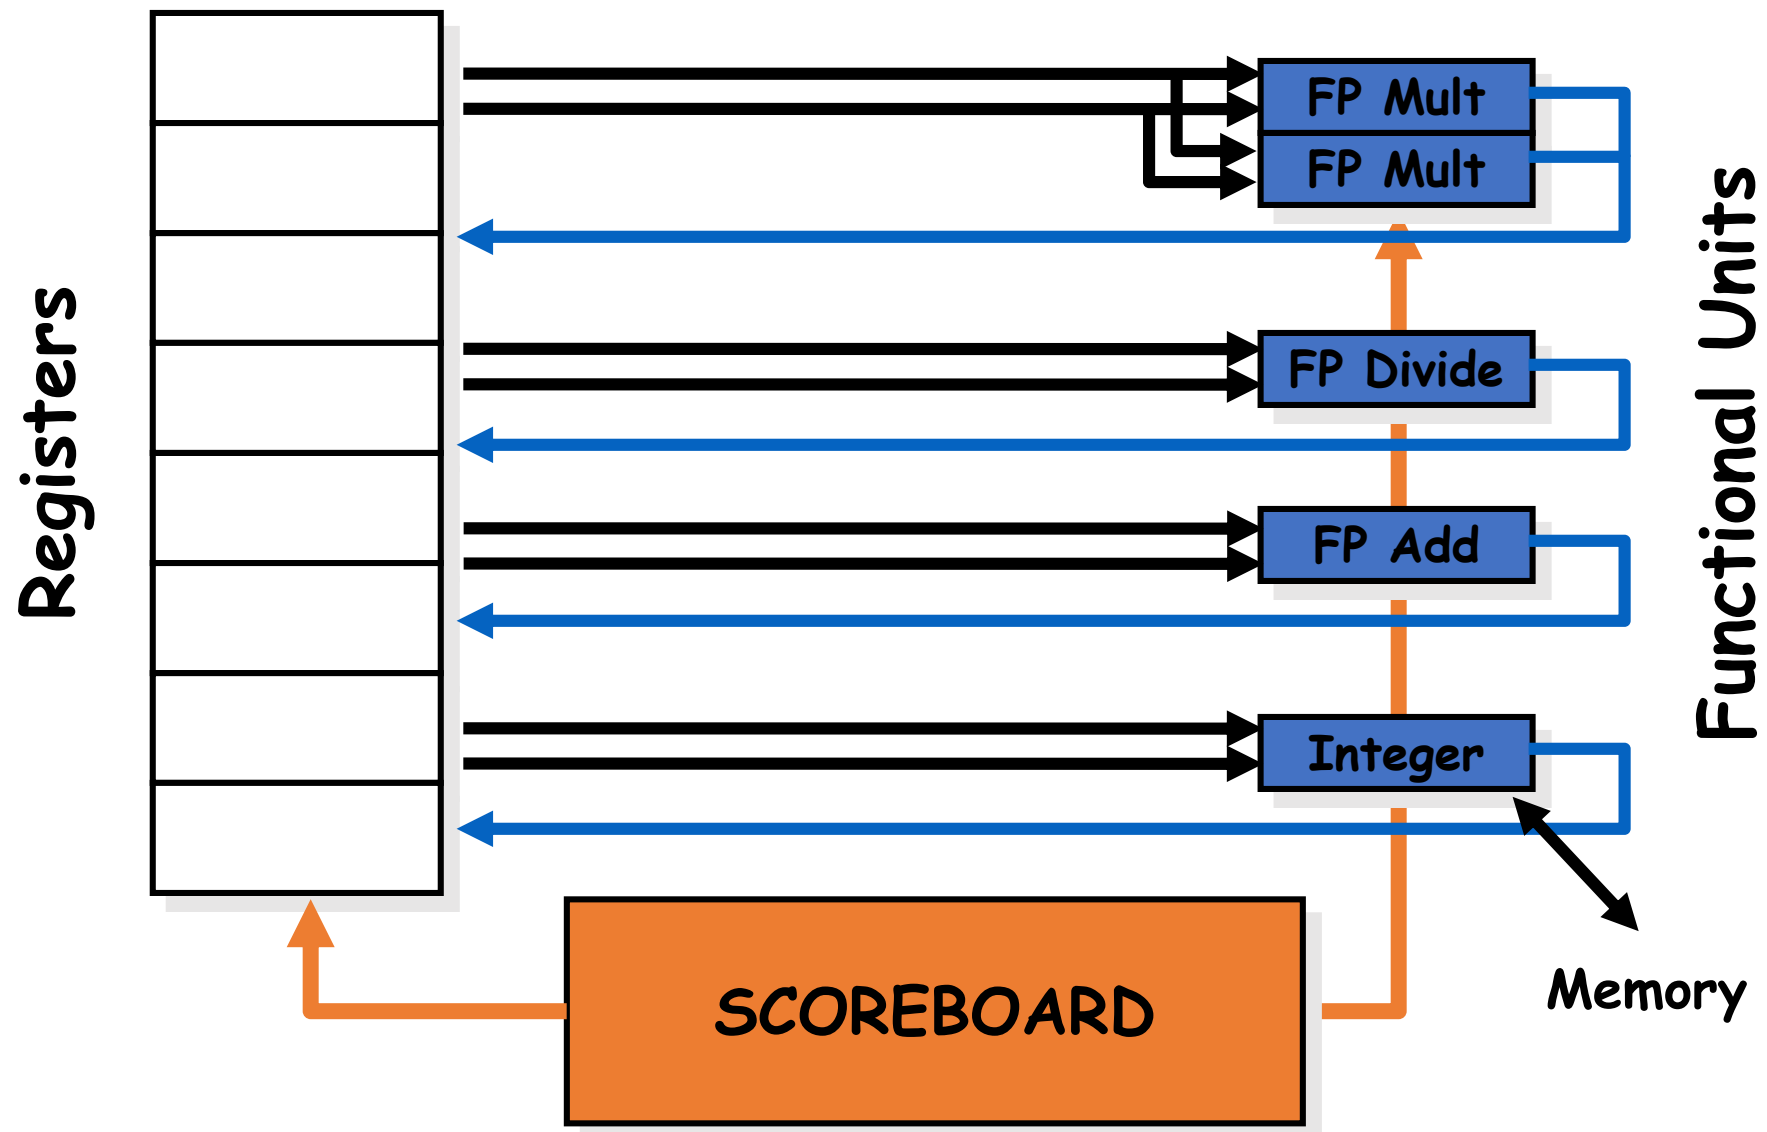 Registers
FP Mult
FP Mult
FP Divide
FP Add
Integer
Functional Units
Memory
SCOREBOARD